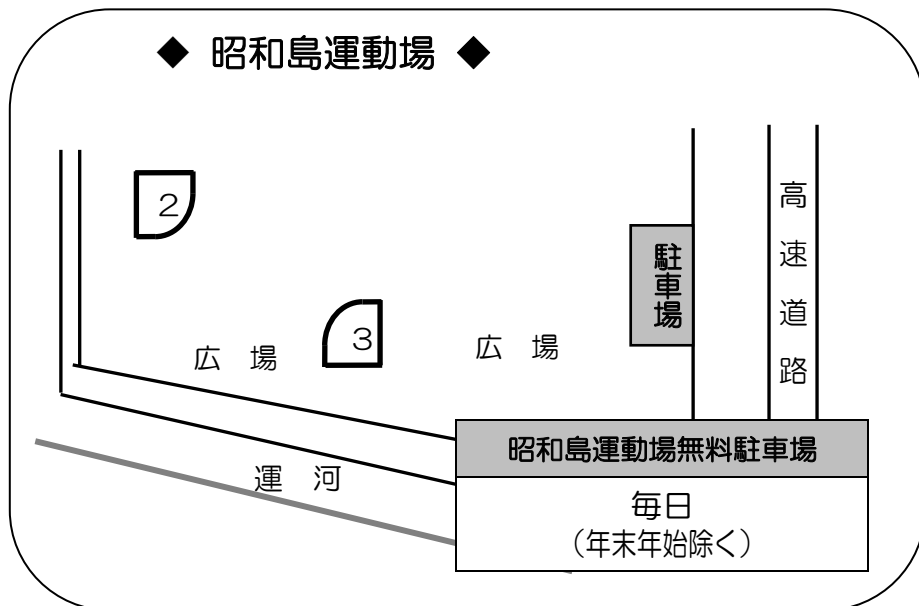 ◆ 昭和島運動場 ◆
2
3
広 場
広 場
駐車場
高速道路
運 河
昭和島運動場無料駐車場
毎日
（年末年始除く）